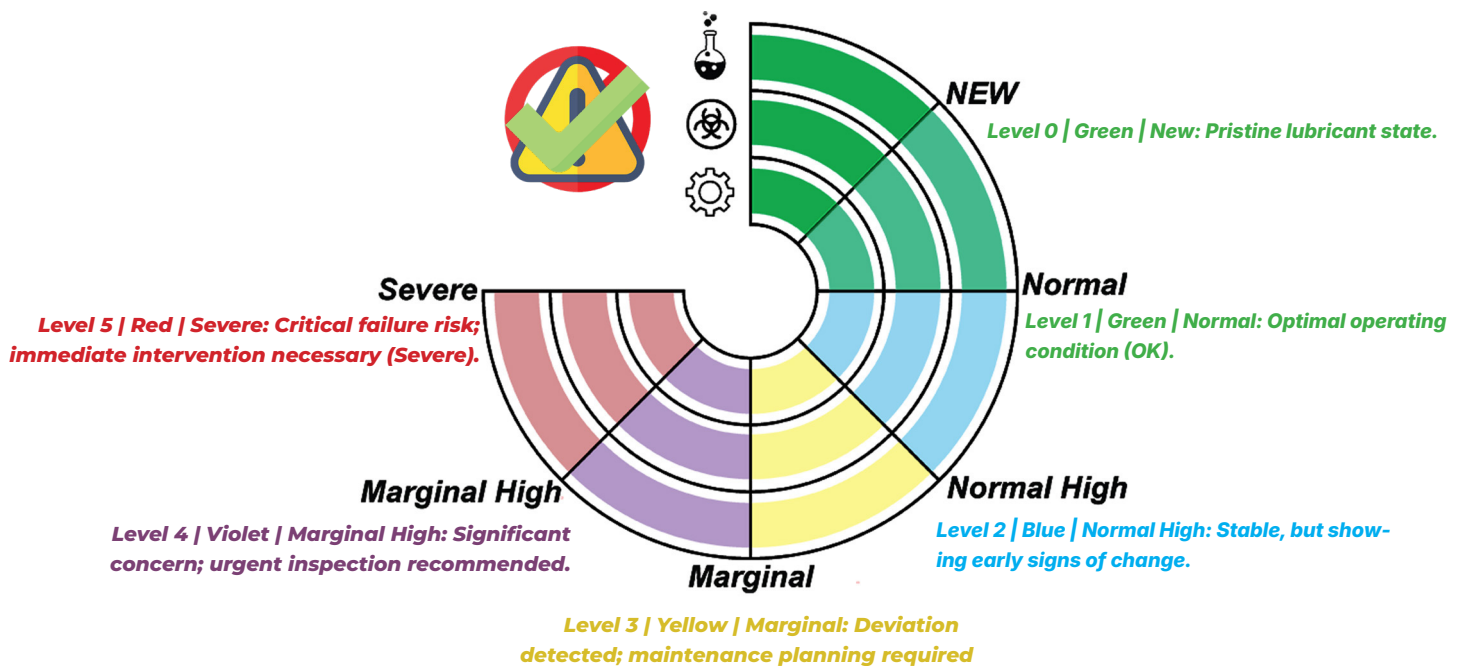 NEW
Level 0 | Green | New: Pristine lubricant state.
Normal
Level 1 | Green | Normal: Optimal operating
condition (OK).
Normal High
Level 2 | Blue | Normal High: Stable, but show-
ing early signs of change.
Marginal
Level 3 | Yellow | Marginal: Deviation
detected; maintenance planning required
Marginal High
Level 4 | Violet | Marginal High: Significant
concern; urgent inspection recommended.
Severe
Level 5 | Red | Severe: Critical failure risk;
immediate intervention necessary (Severe).